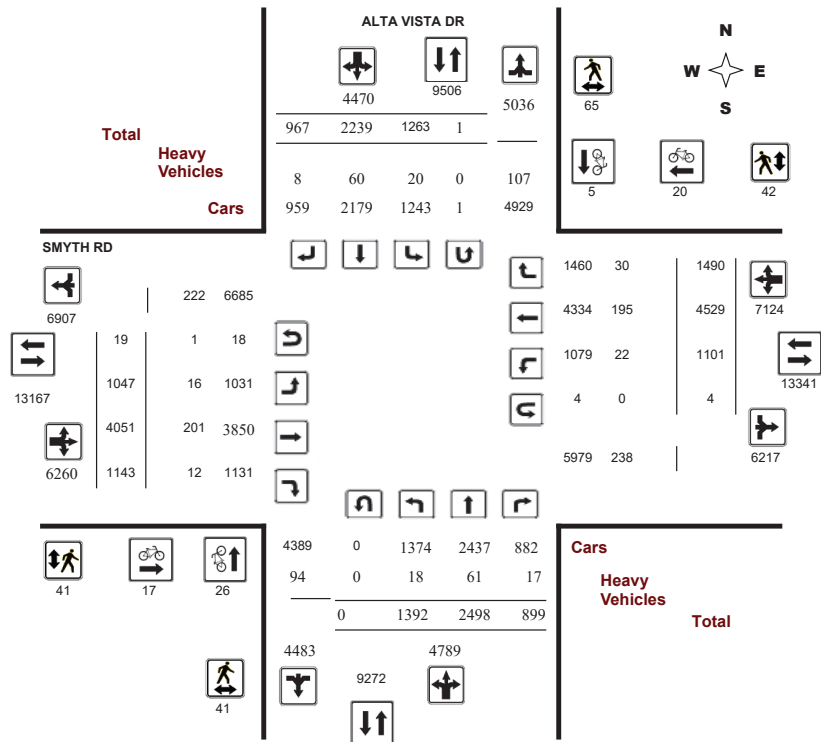 ALTA VISTA DR
N
W E
S
4470 9506 5036
65
967 2239 1263 1
Total
Heavy
Vehicles
Cars
8 60 20 0 107
959 2179 1243 1 4929
5 20 42
SMYTH RD
6907
222 6685
19 1 18
13167
1047 16 1031
4051 201 3850
6260
1143 12 1131
1460 30 1490
4334 195 4529
7124
1079 22 1101
13341
4 0 4
5979 238
6217
41 17 26
4389 0 1374 2437 882
94 0 18 61 17
0 1392 2498 899
Cars
Heavy
Vehicles
Total
4483 4789
9272
41